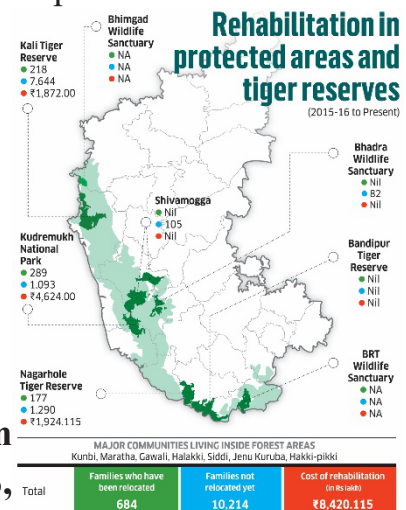 Rehabilitation in
protected areas and
tiger reserves
(2015-16 to Present)
Bhimgad
Wildlife
Sanctuary
NA
NA
NA
Kali Tiger
Reserve
218
7,644
₹1,872.00
Shivamogga
Nil
105
Nil
Bhadra
Wildlife
Sanctuary
Nil
82
Nil
Kudremukh
National
Park
289
1,093
₹4,624.00
Bandipur
Tiger
Reserve
Nil
Nil
Nil
Nagarhole
Tiger Reserve
177
1,290
₹1,924.115
BRT
Wildlife
Sanctuary
NA
NA
NA
MAJOR COMMUNITIES LIVING INSIDE FOREST AREAS
Kunbi, Maratha, Gawali, Halakki, Siddi, Jenu Kuruba, Hakki-pikki
Total
Families who have
been relocated
684
Families not
relocated yet
10,214
Cost of rehabilitation
(in Rs lakh)
₹8,420.115